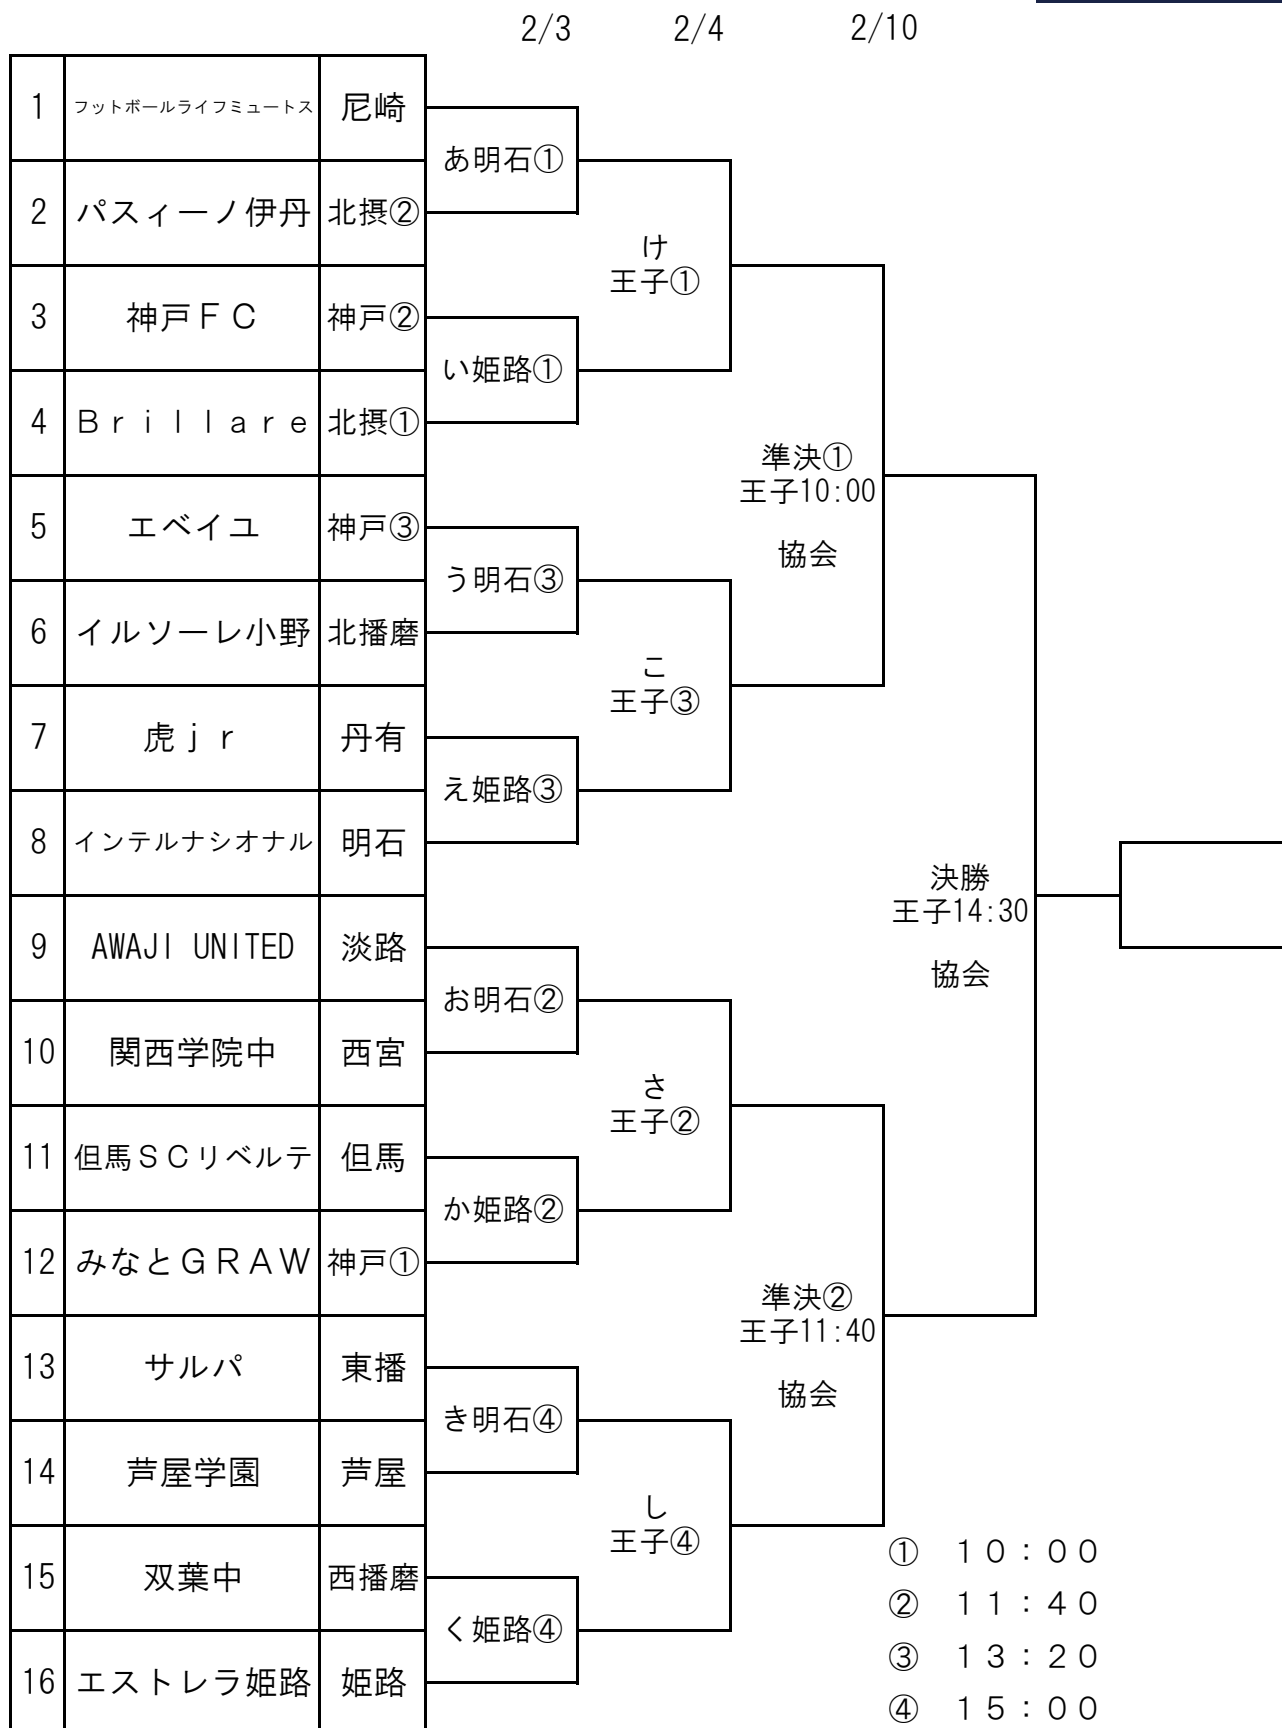 2/3 2/4 2/10
1 フットボールライフミュートス 尼崎
あ明石①
2 パスィーノ伊丹 北摂②
け
王子①
3 神戸ＦＣ 神戸②
い姫路①
4 Ｂｒｉｌｌａｒｅ 北摂①
準決①
王子10:00
協会
5 エベイユ 神戸③
う明石③
6 イルソーレ小野 北播磨
こ
王子③
7 虎ｊｒ 丹有
え姫路③
8 インテルナシオナル 明石
決勝
王子14:30
協会
9 AWAJI UNITED 淡路
お明石②
10 関西学院中 西宮
さ
王子②
11 但馬ＳＣリベルテ 但馬
か姫路②
12 みなとＧＲＡＷ 神戸①
準決②
王子11:40
協会
13 サルパ 東播
き明石④
14 芦屋学園 芦屋
し
王子④
15 双葉中 西播磨
く姫路④
16 エストレラ姫路 姫路
① １０：００
② １１：４０
③ １３：２０
④ １５：００